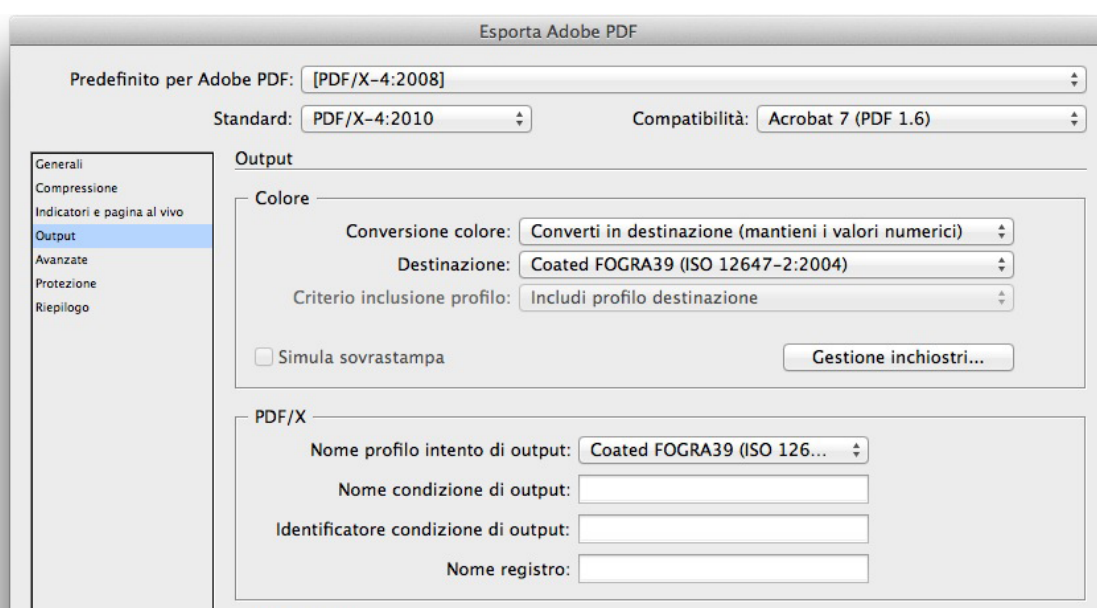 Esporta Adobe PDF
Predefinito per Adobe PDF: [PDF/X-4:2008]
Standard: PDF/X-4:2010 Compatibilità: Acrobat 7 (PDF 1.6)
Generali
Compressione
Indicatori e pagina al vivo
Output
Avanzate
Protezione
Riepilogo
Output
Colore
Conversione colore: Converti in destinazione (mantieni i valori numerici)
Destinazione: Coated FOGRA39 (ISO 12647-2:2004)
Criterio inclusione profilo: Includi profilo destinazione
Simula sovrastampa Gestione inchiostri...
PDF/X
Nome profilo intento di output: Coated FOGRA39 (ISO 126...
Nome condizione di output:
Identificatore condizione di output:
Nome registro: